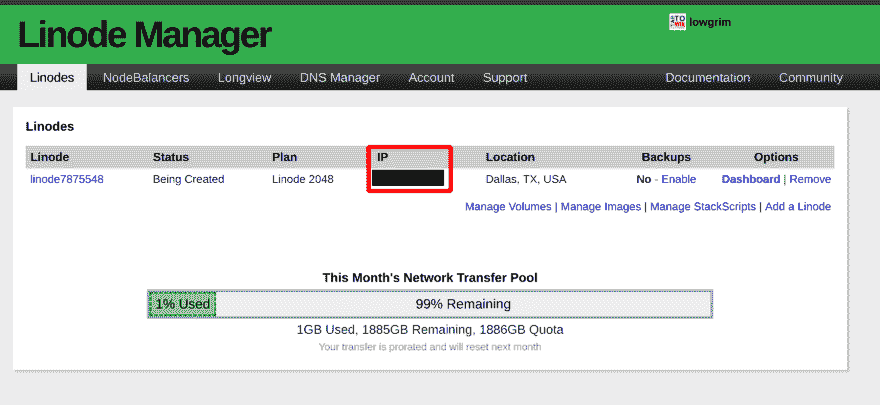 Linode Manager
lowgrim
Linodes NodeBalancers Longview DNS Manager Account Support Documentation Community
Linodes
Linode Status Plan IP Location Backups Options
linode7875548 Being Created Linode 2048 Dallas, TX, USA No - Enable Dashboard | Remove
Manage Volumes | Manage Images | Manage StackScripts | Add a Linode
This Month's Network Transfer Pool
1% Used 99% Remaining
1GB Used, 1885GB Remaining, 1886GB Quota
Your transfer is prorated and will reset next month